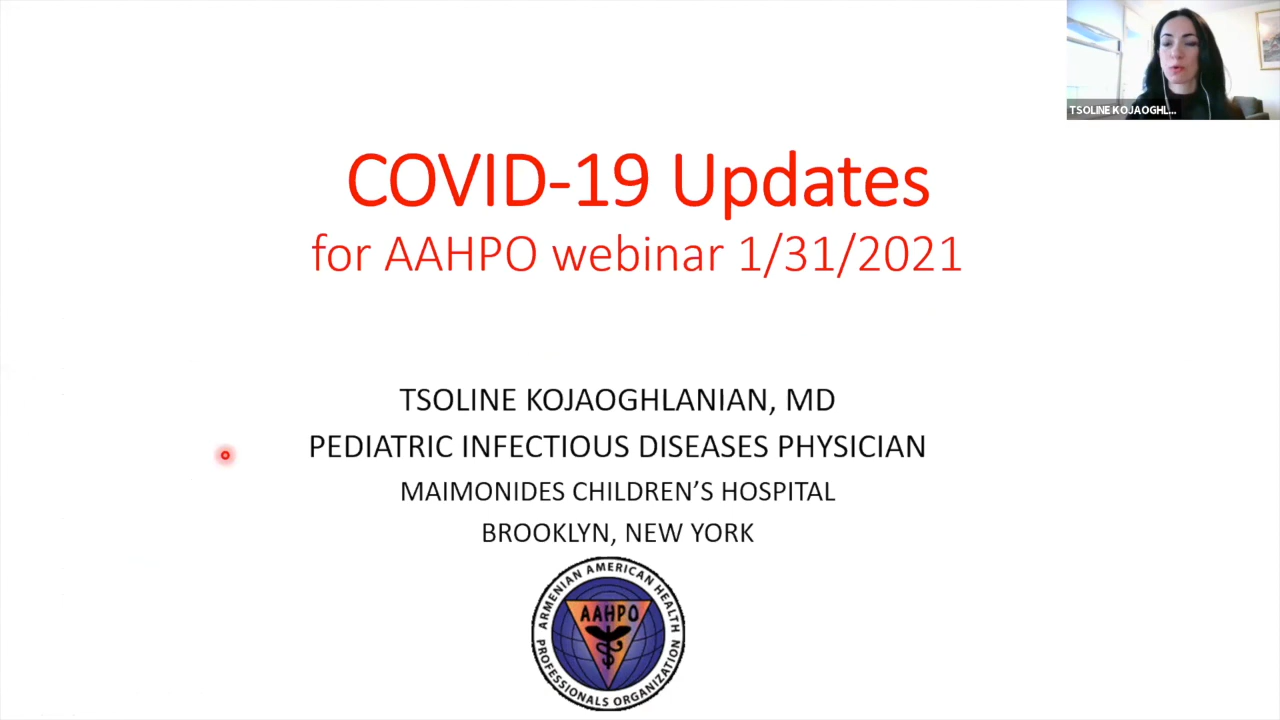 TSOLINE KOJAOGHL...
COVID-19 Updates
for AAHPO webinar 1/31/2021
TSOLINE KOJAOGHLANIAN, MD
PEDIATRIC INFECTIOUS DISEASES PHYSICIAN
MAIMONIDES CHILDREN’S HOSPITAL
BROOKLYN, NEW YORK
ARMENIAN AMERICAN HEALTH
AAHPO
PROFESSIONALS ORGANIZATION